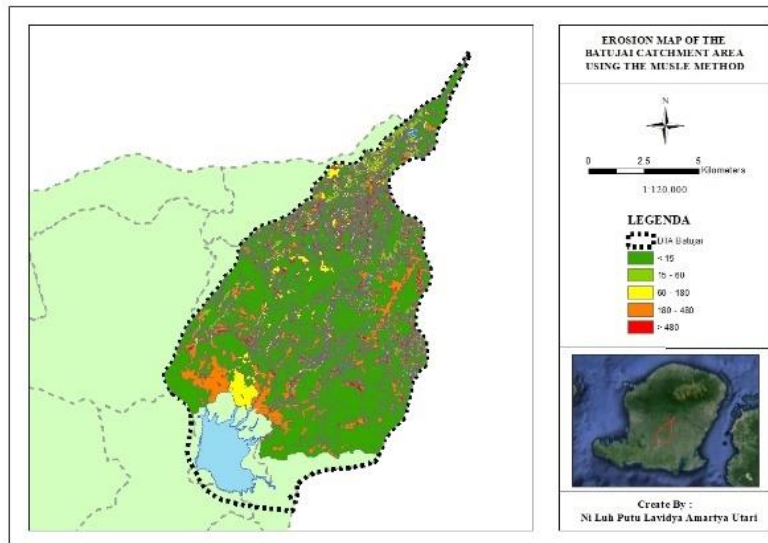 EROSION MAP OF THE
BATUJAI CATCHMENT AREA
USING THE MUSLE METHOD
N
0 2.5 5
Kilometers
1:120.000
LEGENDA
DTA Batujai
< 15
15 - 60
60 - 180
180 - 480
> 480
Create By :
Ni Luh Putu Lavidya Amartya Utari